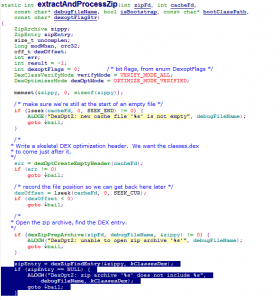 static int extractAndProcessZip(int zipFd, int cacheFd,
const char* debugFileName, bool isBootstrap, const char* bootClassPath,
const char* dexoptFlagStr)
{
ZipArchive zippy;
ZipEntry zipEntry;
size_t uncompLen;
long modWhen, crc32;
off_t dexOffset;
int err;
int result = -1;
int dexoptFlags = 0; /* bit flags, from enum DexoptFlags */
DexClassVerifyMode verifyMode = VERIFY_MODE_ALL;
DexOptimizerMode dexOptMode = OPTIMIZE_MODE_VERIFIED;
memset(&zippy, 0, sizeof(zippy));
/* make sure we're still at the start of an empty file */
if (lseek(cacheFd, 0, SEEK_END) != 0) {
ALOGE("DexOptZ: new cache file '%s' is not empty", debugFileName);
goto bail;
}
/*
* Write a skeletal DEX optimization header. We want the classes.dex
* to come just after it.
*/
err = dexOptCreateEmptyHeader(cacheFd);
if (err != 0)
goto bail;
/* record the file position so we can get back here later */
dexOffset = lseek(cacheFd, 0, SEEK_CUR);
if (dexOffset < 0)
goto bail;
/*
* Open the zip archive, find the DEX entry.
*/
if (dexZipPrepArchive(zipFd, debugFileName, &zippy) != 0) {
ALOGW("DexOptZ: unable to open zip archive '%s'", debugFileName);
goto bail;
}
zipEntry = dexZipFindEntry(&zippy, kClassesDex);
if (zipEntry == NULL) {
ALOGW("DexOptZ: zip archive '%s' does not include %s",
debugFileName, kClassesDex);
goto bail;
}